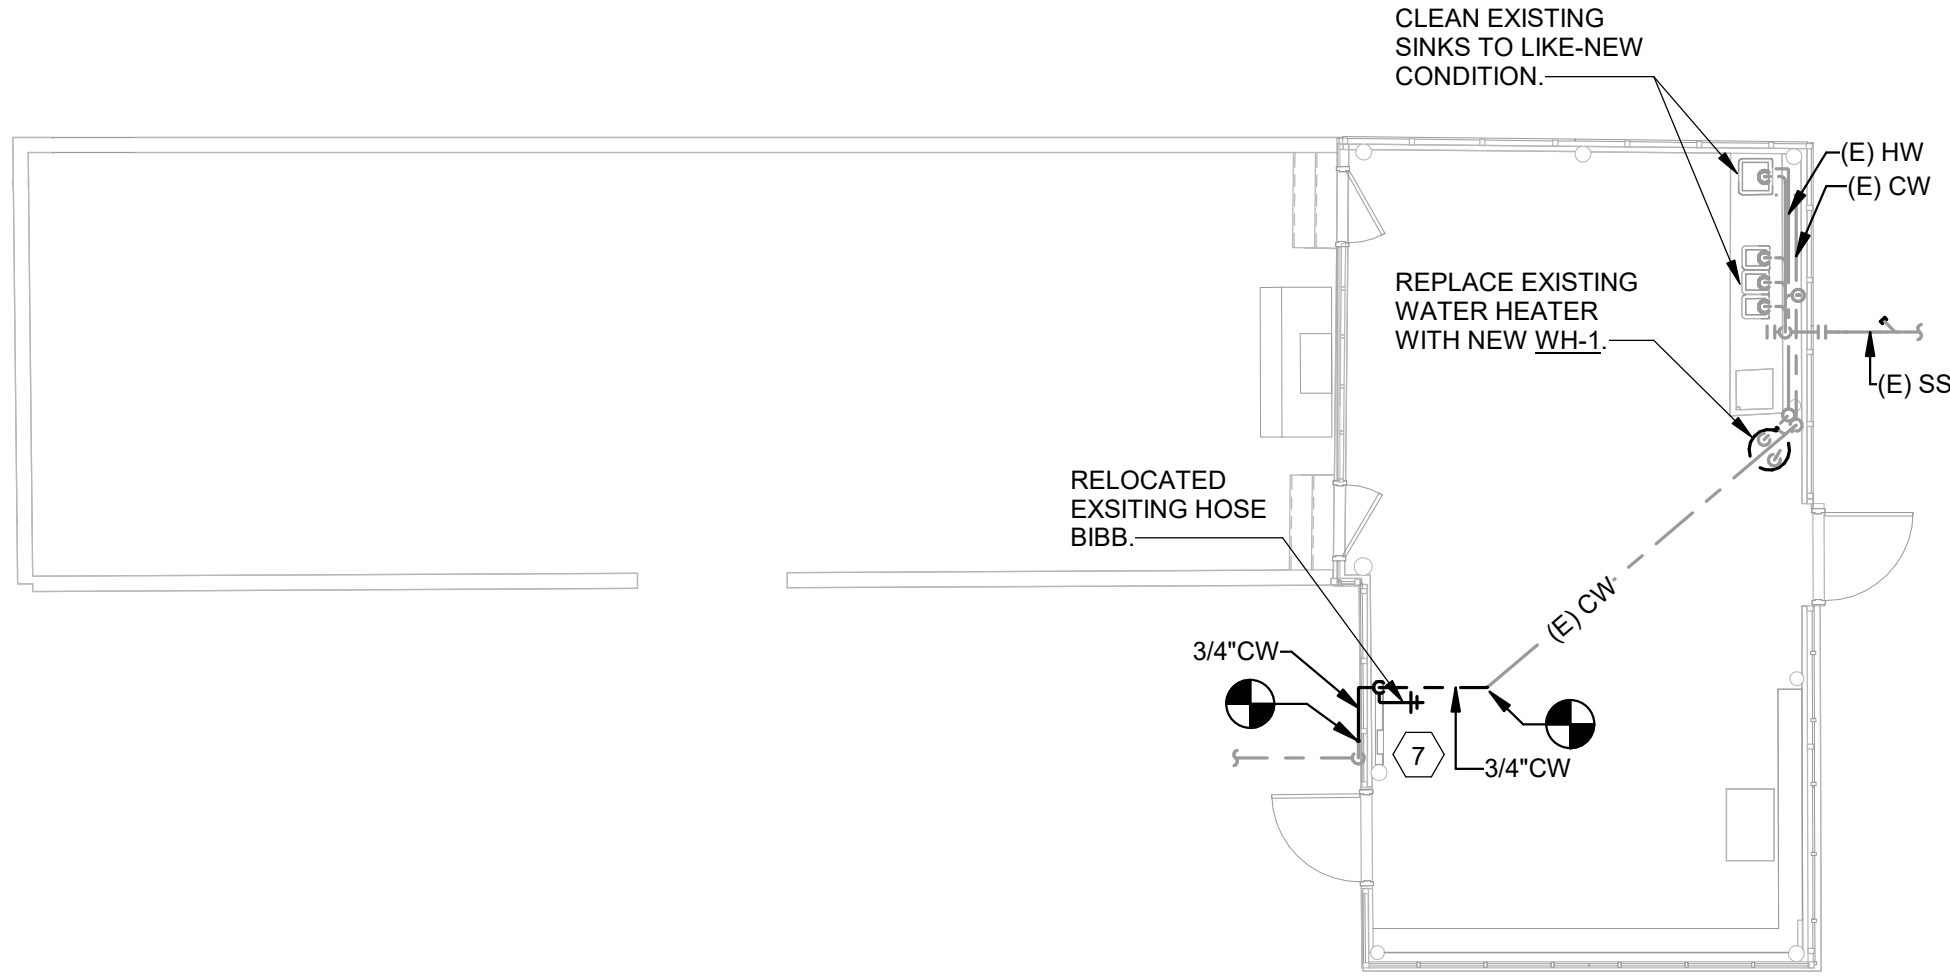 CLEAN EXISTING
SINKS TO LIKE-NEW
CONDITION.
(E) HW
(E) CW
REPLACE EXISTING
WATER HEATER
WITH NEW WH-1.
(E) SS
RELOCATED
EXSITING HOSE
BIBB.
(E) CW
3/4"CW
7
3/4"CW